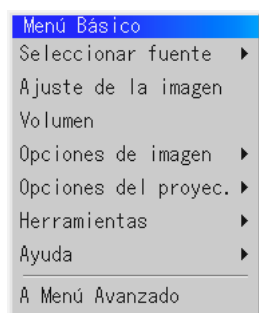 Menú Básico
Seleccionar fuente
Ajuste de la imagen
Volumen
Opciones de imagen
Opciones del proyec.
Herramientas
Ayuda
A Menú Avanzado